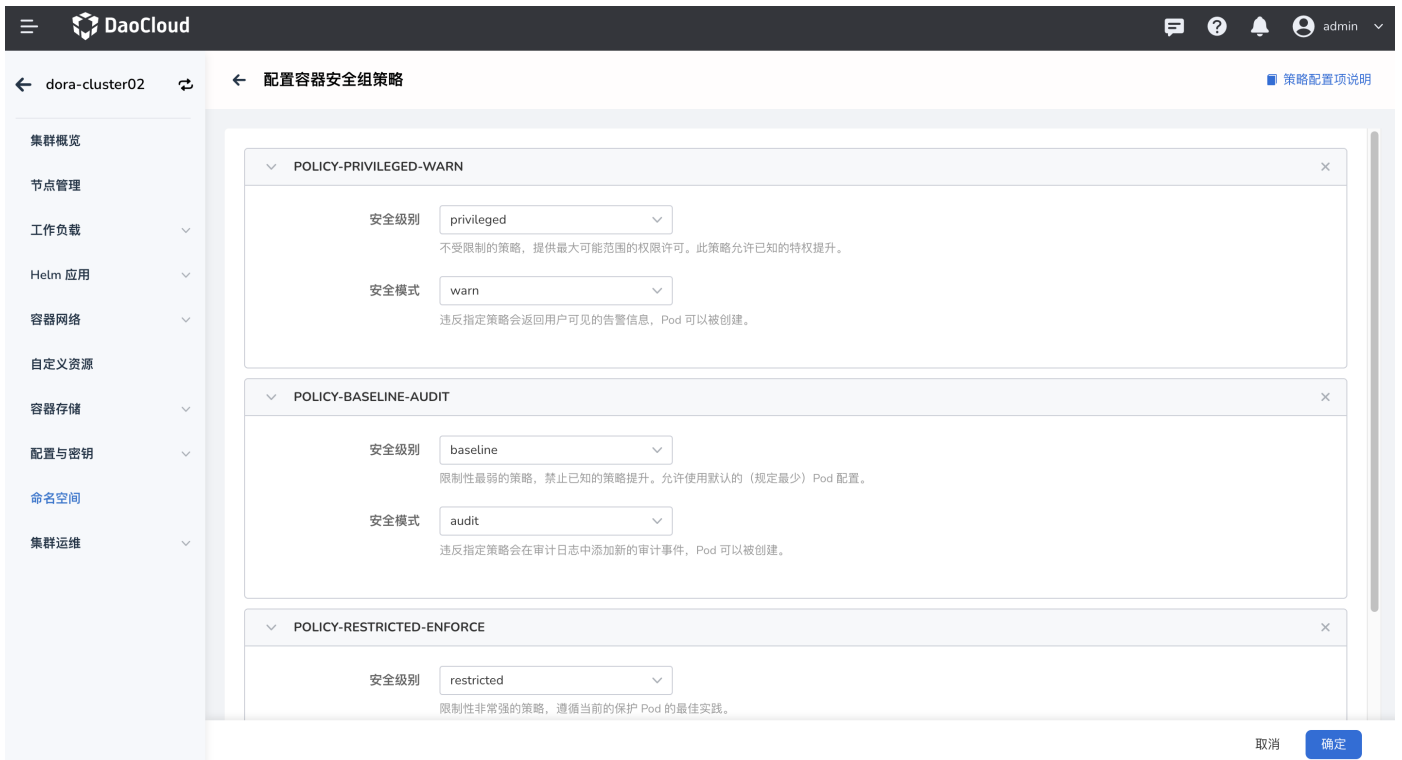 DaoCloud
admin
dora-cluster02
配置容器安全组策略
策略配置项说明
集群概览
节点管理
工作负载
Helm 应用
容器网络
自定义资源
容器存储
配置与密钥
命名空间
集群运维
POLICY-PRIVILEGED-WARN
安全级别
privileged
不受限制的策略，提供最大可能范围的权限许可。此策略允许已知的特权提升。
安全模式
warn
违反指定策略会返回用户可见的告警信息，Pod 可以被创建。
POLICY-BASELINE-AUDIT
安全级别
baseline
限制性最弱的策略，禁止已知的策略提升。允许使用默认的（规定最少）Pod 配置。
安全模式
audit
违反指定策略会在审计日志中添加新的审计事件，Pod 可以被创建。
POLICY-RESTRICTED-ENFORCE
安全级别
restricted
限制性非常强的策略，遵循当前的保护 Pod 的最佳实践。
取消
确定